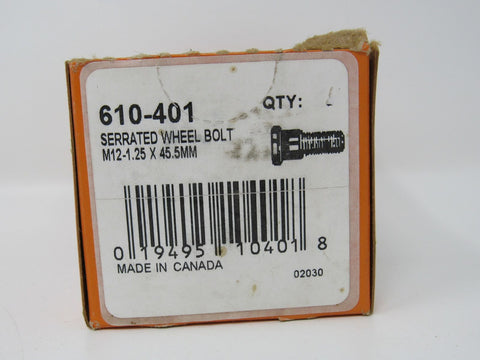 610-401 QTY:
SERRATED WHEEL BOLT
M12-1.25 X 45.5MM
0 19495 10401 8
MADE IN CANADA 02030